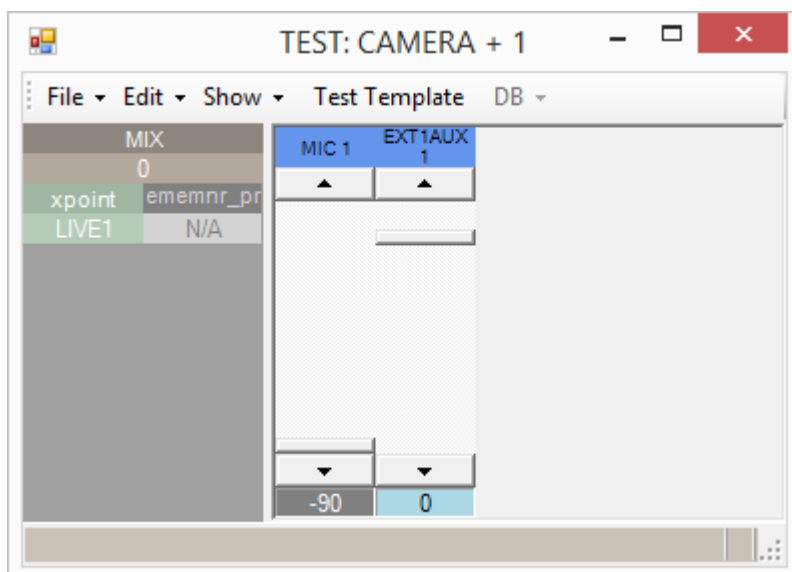 TEST: CAMERA + 1
File Edit Show Test Template DB
MIX
0
xpoint ememnr_pr
LIVE1 N/A
MIC 1 EXT1AUX
1
-90 0